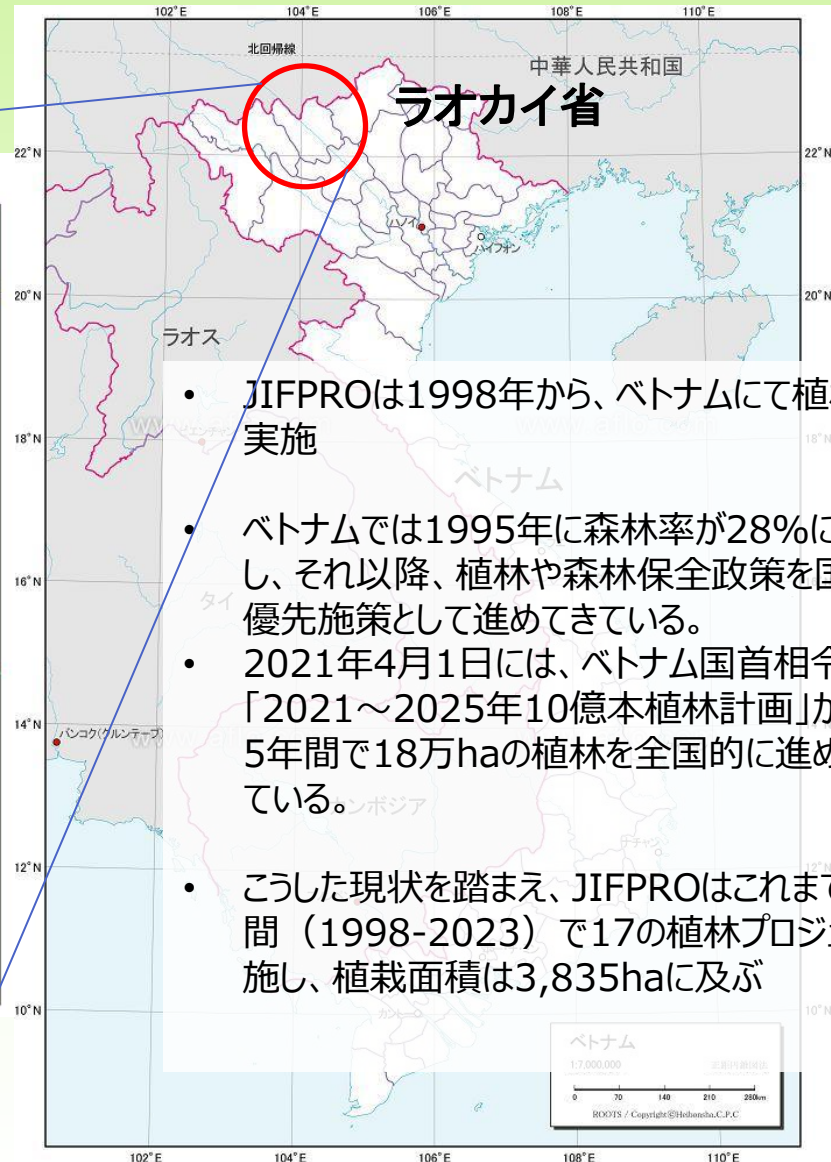 102°E 104°E 106°E 108°E 110°E
北回帰線
中華人民共和国
ラオカイ省
22°N 22°N
ハノイ
ハイフォン
20°N 20°N
ラオス
• JIFPROは1998年から、ベトナムにて植
実施
18°N 18°N
ベトナム
• ベトナムでは1995年に森林率が28%に
し、それ以降、植林や森林保全政策を国
16°N
タイ
優先施策として進めてきている。
• 2021年4月1日には、ベトナム国首相令
「2021～2025年10億本植林計画」が
14°N
バンコク(クルンテープ)
5年間で18万haの植林を全国的に進め
ている。
カンボジア
ニャチャン
12°N 12°N
• こうした現状を踏まえ、JIFPROはこれまで
間（1998-2023）で17の植林プロジェ
施し、植栽面積は3,835haに及ぶ
10°N 10°N
カントー
ベトナム
1:7,000,000
0 70 140 210 280km
ROOTS / Copyright©Heibonsha.C.P.C
102°E 104°E 106°E 108°E 110°E